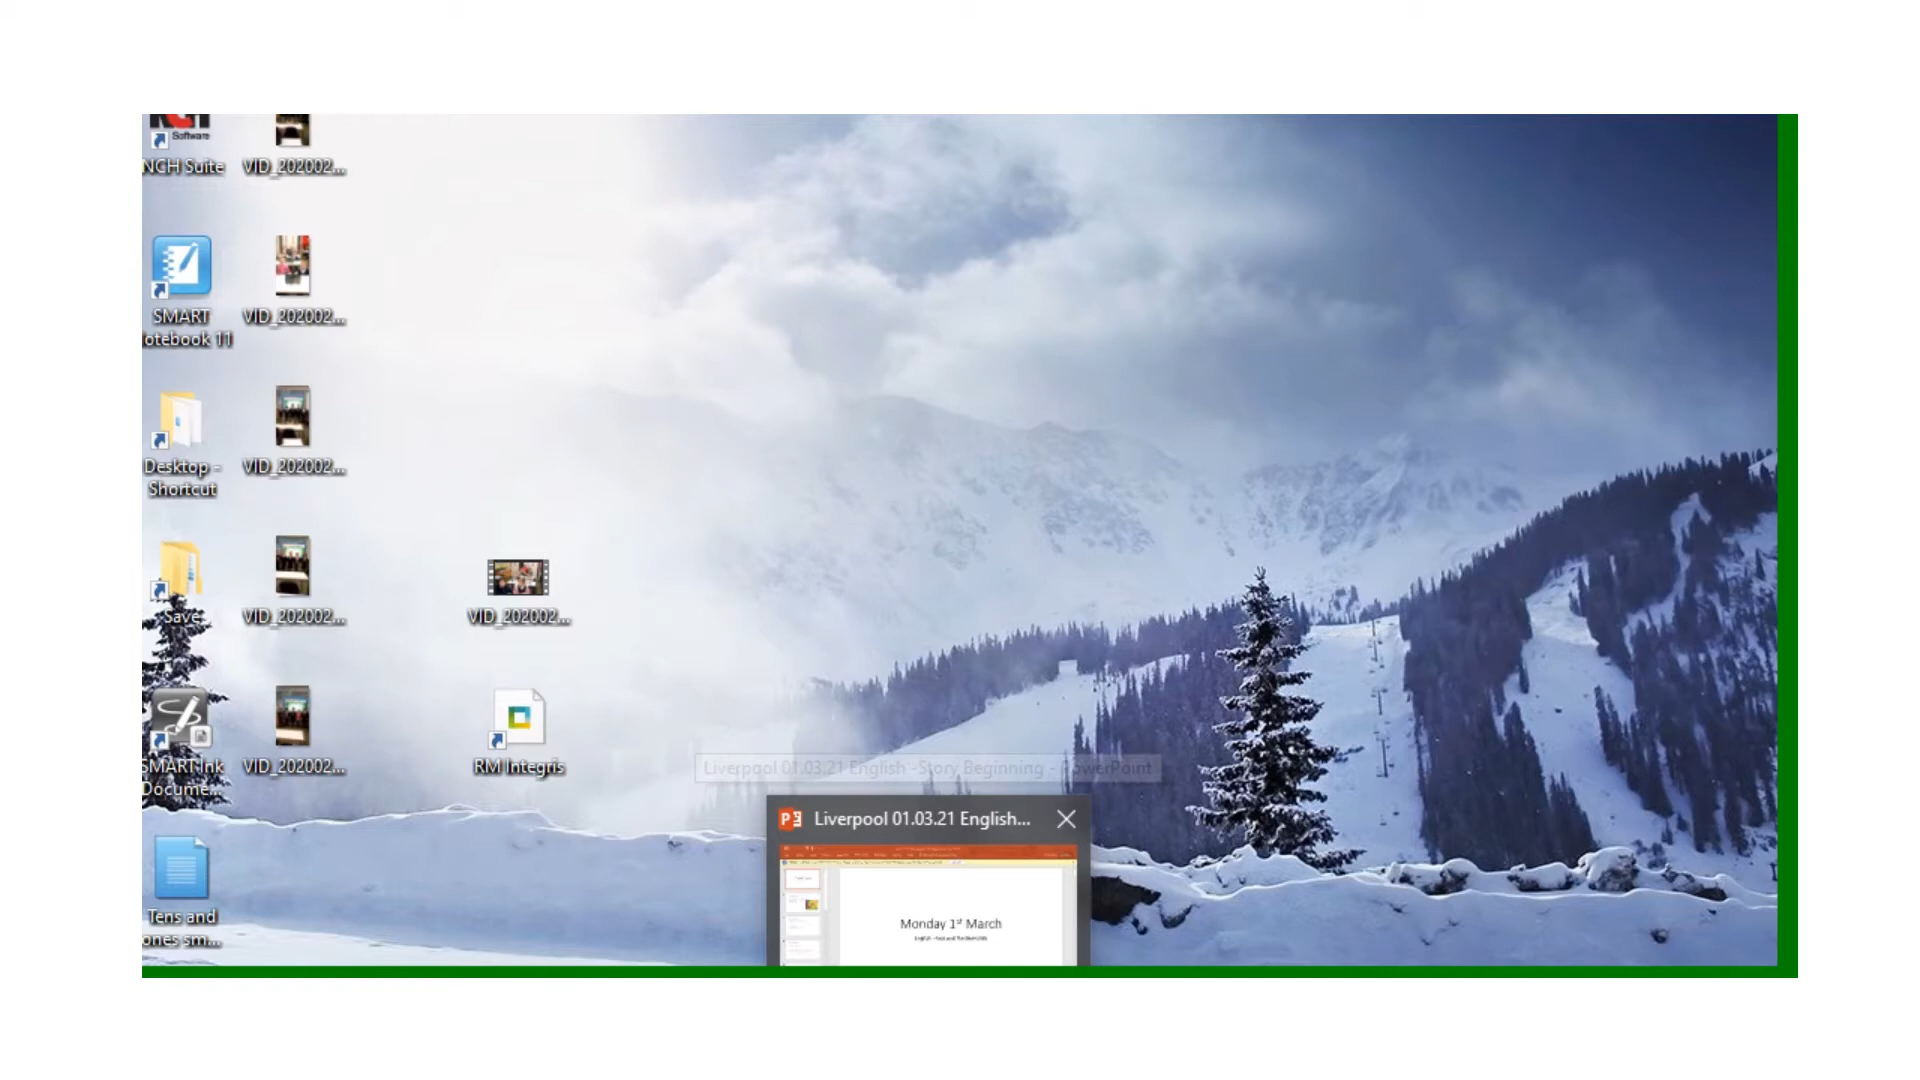 Software
NCH Suite
VID_202002...
SMART
otebook 11
VID_202002...
Desktop -
Shortcut
VID_202002...
Save
VID_202002...
VID_202002...
SMART Ink
Docume...
VID_202002...
RM Integris
Liverpool 01.03.21 English -Story Beginning - PowerPoint
Liverpool 01.03.21 English...
Monday 1st March
Tens and
ones sm...